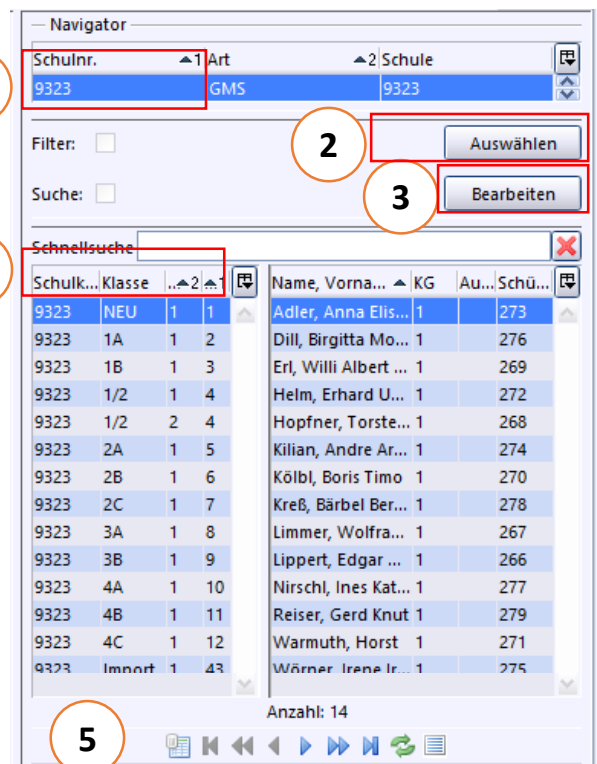 Navigator
Schulnr. 1 Art 2 Schule
9323 GMS 9323
Filter: 2 Auswählen
Suche: 3 Bearbeiten
Schnellsuche
Schulk... Klasse ... 2 ... 1 Name, Vorna... KG Au... Schü...
9323 NEU 1 1 Adler, Anna Elis... 1 273
9323 1A 1 2 Dill, Birgitta Mo... 1 276
9323 1B 1 3 Erl, Willi Albert ... 1 269
9323 1/2 1 4 Helm, Erhard U... 1 272
9323 1/2 2 4 Hopfner, Torste... 1 268
9323 2A 1 5 Kilian, Andre Ar... 1 274
9323 2B 1 6 Kölbl, Boris Timo 1 270
9323 2C 1 7 Kreß, Bärbel Ber... 1 278
9323 3A 1 8 Limmer, Wolfra... 1 267
9323 3B 1 9 Lippert, Edgar ... 1 266
9323 4A 1 10 Nirschl, Ines Kat... 1 277
9323 4B 1 11 Reiser, Gerd Knut 1 279
9323 4C 1 12 Warmuth, Horst 1 271
9323 Import 1 43 Wörner, Irene Ir... 1 275
Anzahl: 14
5